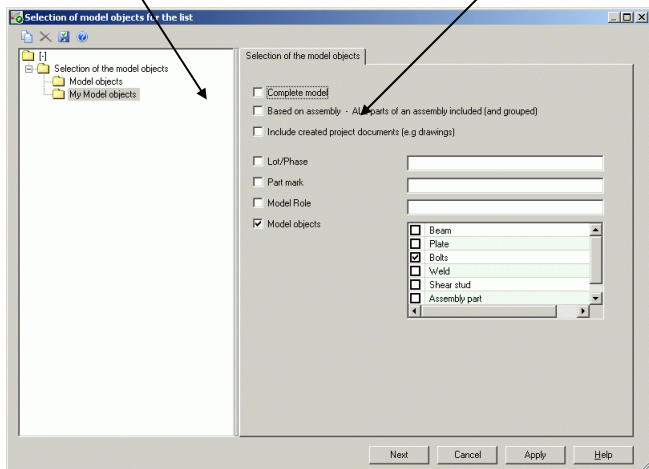 Selection of model objects for the list
[-]
Selection of the model objects
Model objects
My Model objects
Selection of the model objects
Complete model
Based on assembly - parts of an assembly included (and grouped)
Include created project documents (e.g drawings)
Lot/Phase
Part mark
Model Role
Model objects
Beam
Plate
Bolts
Weld
Shear stud
Assembly part
Next
Cancel
Apply
Help